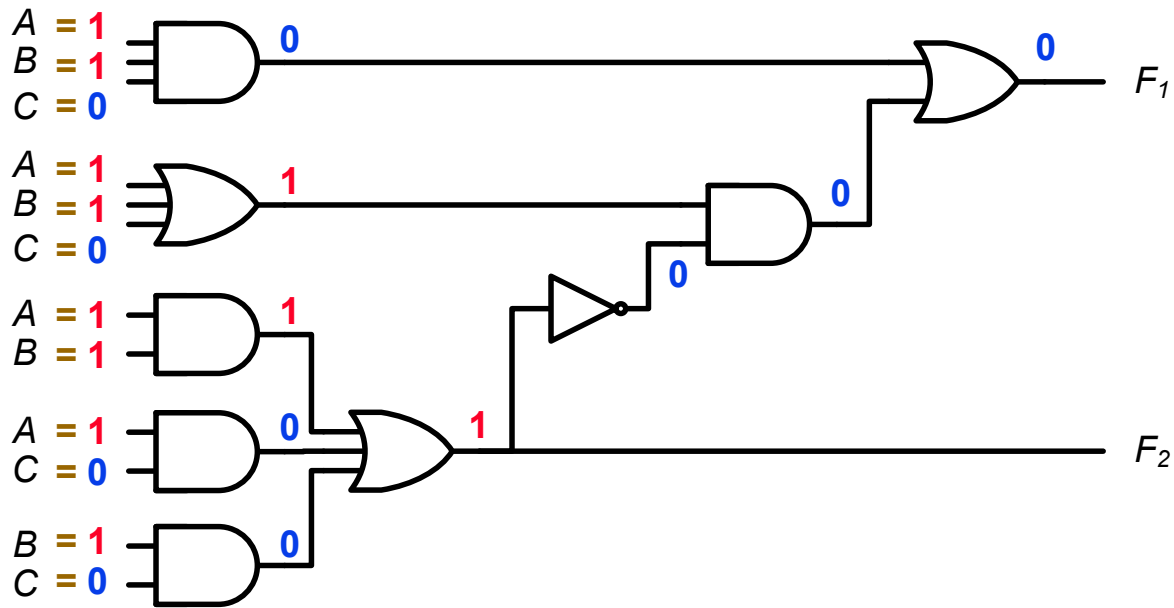 A = 1
0
0
B = 1
F1
C = 0
A = 1
1
B = 1
0
C = 0
0
A = 1
1
B = 1
A = 1
0
1
C = 0
F2
B = 1
0
C = 0